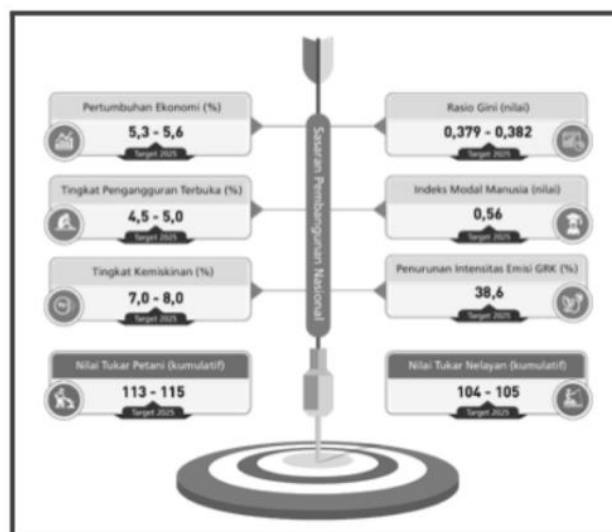 Pertumbuhan Ekonomi (%)
5,3 - 5,6
Target 2025
Tingkat Pengangguran Terbuka (%)
4,5 - 5,0
Target 2025
Tingkat Kemiskinan (%)
7,0 - 8,0
Target 2025
Nilai Tukar Petani (kumulatif)
113 - 115
Target 2025
Sasaran Pembangunan Nasional
Rasio Gini (nilai)
0,379 - 0,382
Target 2025
Indeks Modal Manusia (nilai)
0,56
Target 2025
Penurunan Intensitas Emisi GRK (%)
38,6
Target 2025
Nilai Tukar Nelayan (kumulatif)
104 - 105
Target 2025